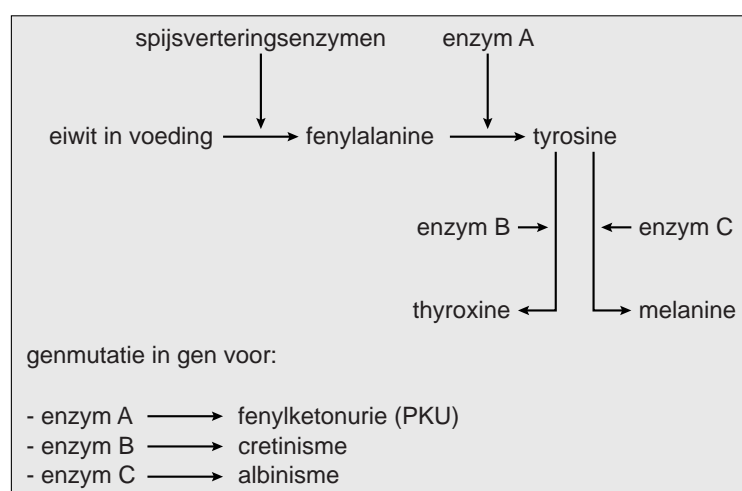 spijsverteringsenzymen enzym A
eiwit in voeding fenylalanine tyrosine
enzym B enzym C
thyroxine melanine
genmutatie in gen voor:
- enzym A fenylketonurie (PKU)
- enzym B cretinisme
- enzym C albinisme